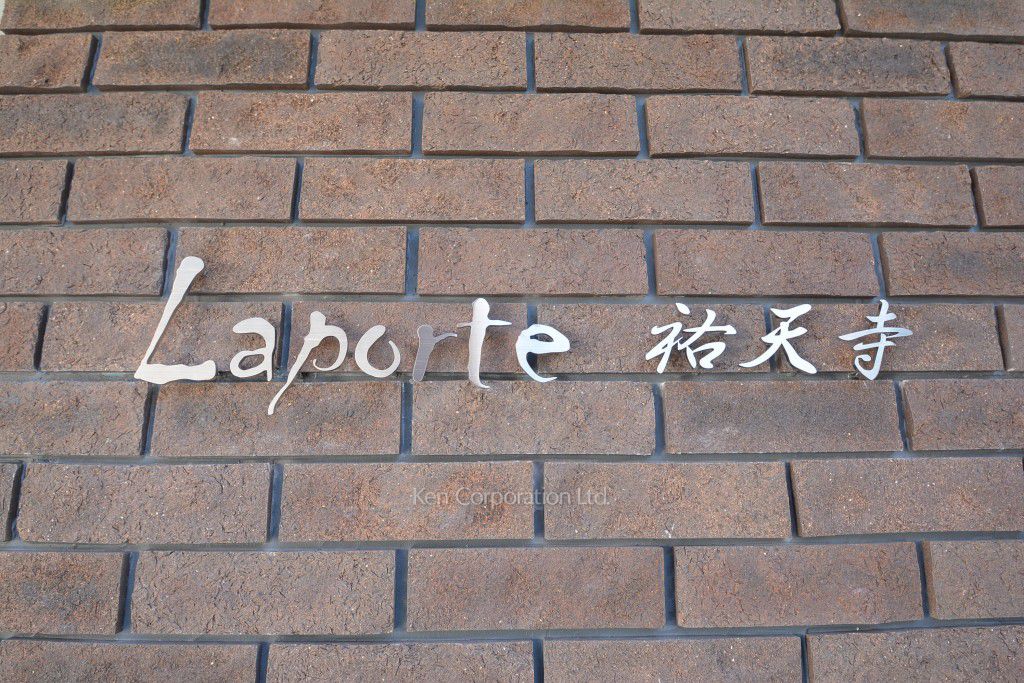 Laporte 祐天寺
Ken Corporation Ltd.